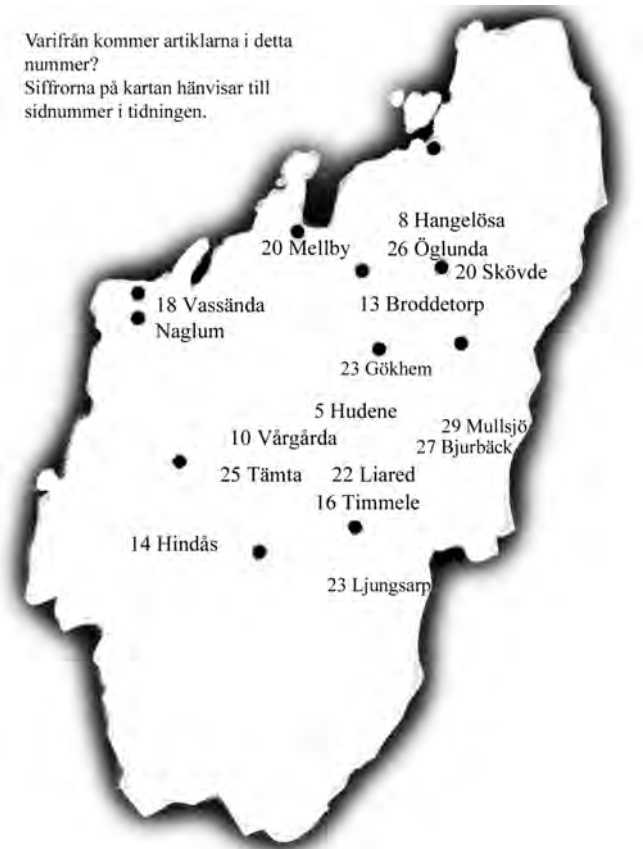 Varifrån kommer artiklarna i detta
nummer?
Siffrorna på kartan hänvisar till
sidnummer i tidningen.
8 Hangelösa
20 Mellby
26 Öglunda
20 Skövde
18 Vassända
Naglum
13 Broddetorp
23 Gökhem
5 Hudene
10 Vårgårda
29 Mullsjö
27 Bjurbäck
25 Tämta
22 Liared
16 Timmele
14 Hindås
23 Ljungsarp